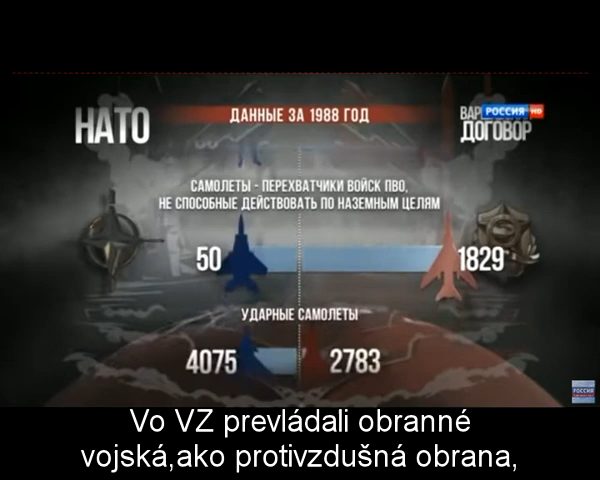 НАТО
ДАННЫЕ ЗА 1988 ГОД
РОССИЯ HD
ДОГОВОР
САМОЛЕТЫ - ПЕРЕХВАТЧИКИ ВОЙСК ПВО,
НЕ СПОСОБНЫЕ ДЕЙСТВОВАТЬ ПО НАЗЕМНЫМ ЦЕЛЯМ
50
1829
УДАРНЫЕ САМОЛЕТЫ
4075
2783
РОССИЯ
Vo VZ prevládali obranné
vojská,ako protivzdušná obrana,